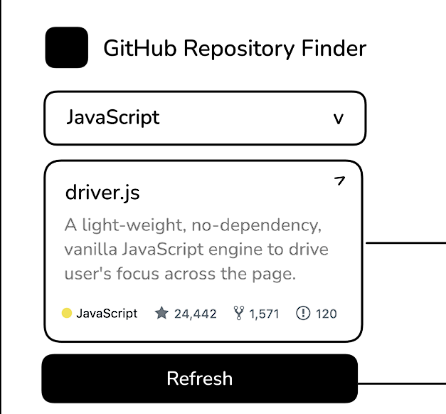 GitHub Repository Finder
JavaScript v
driver.js
A light-weight, no-dependency,
vanilla JavaScript engine to drive
user's focus across the page.
JavaScript 24,442 1,571 120
Refresh